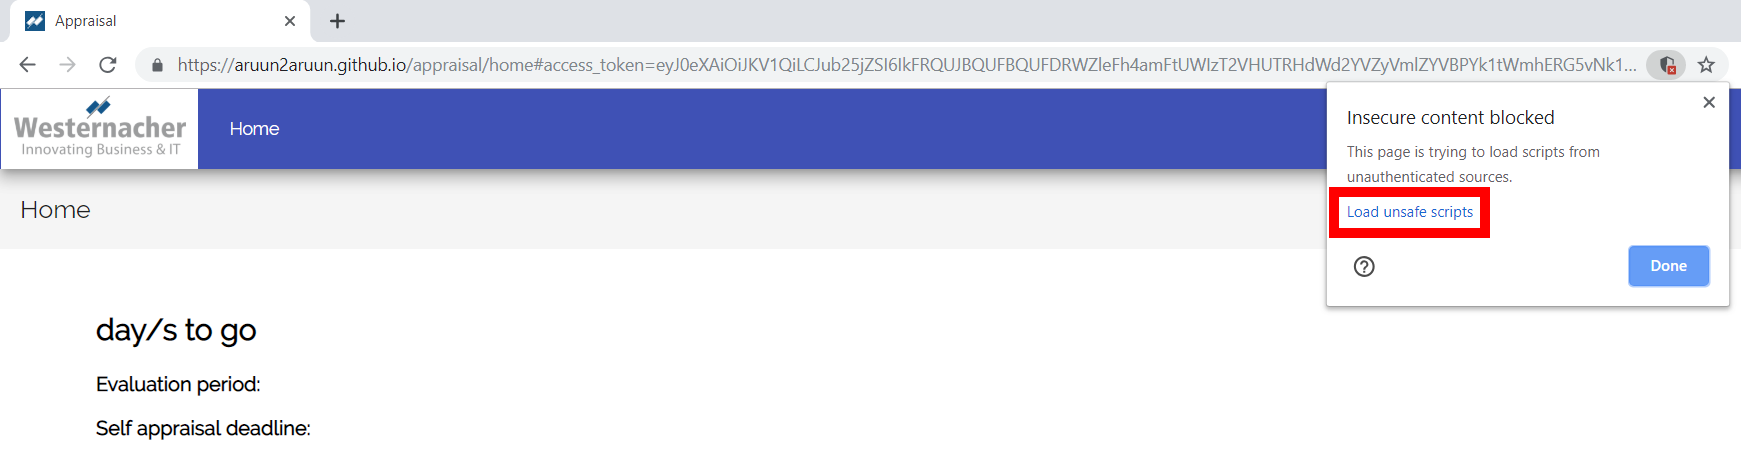 Appraisal
https://aruun2aruun.github.io/appraisal/home#access_token=eyJ0eXAiOiJKV1QiLCJub25jZSI6IkFRQUJBQUFBQUFDRWZleFh4amFtUWIzT2VHUTRHdWd2YVZyVmlZYVBPYk1tWmhERG5vNk1...
Westernacher
Innovating Business & IT
Home
Insecure content blocked
This page is trying to load scripts from
unauthenticated sources.
Load unsafe scripts
Done
Home
day/s to go
Evaluation period:
Self appraisal deadline: